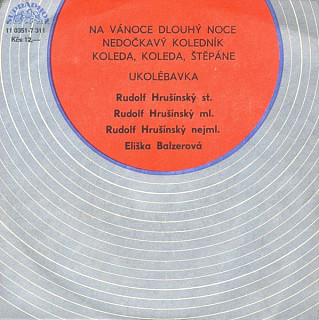 SUPRAPHON
11 0351-7 311
Kčs 12,—
NA VÁNOCE DLOUHÝ NOCE
NEDOČKAVÝ KOLEDNÍK
KOLEDA, KOLEDA, ŠTĚPÁNE
UKOLÉBAVKA
Rudolf Hrušínský st.
Rudolf Hrušínský ml.
Rudolf Hrušínský nejml.
Eliška Balzerová